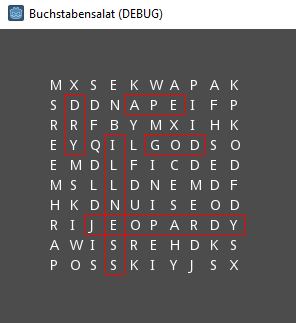 Buchstabensalat (DEBUG)
M X S E K W A P A K
S D D N A P E I F P
R R F B Y M X I H K
E Y Q I L G O D S O
E M D L F I C D E D
M S L L D N E M D F
H K D N U I S E O D
R I J E O P A R D Y
A W I S R E H D K S
P O S S K I Y J S X